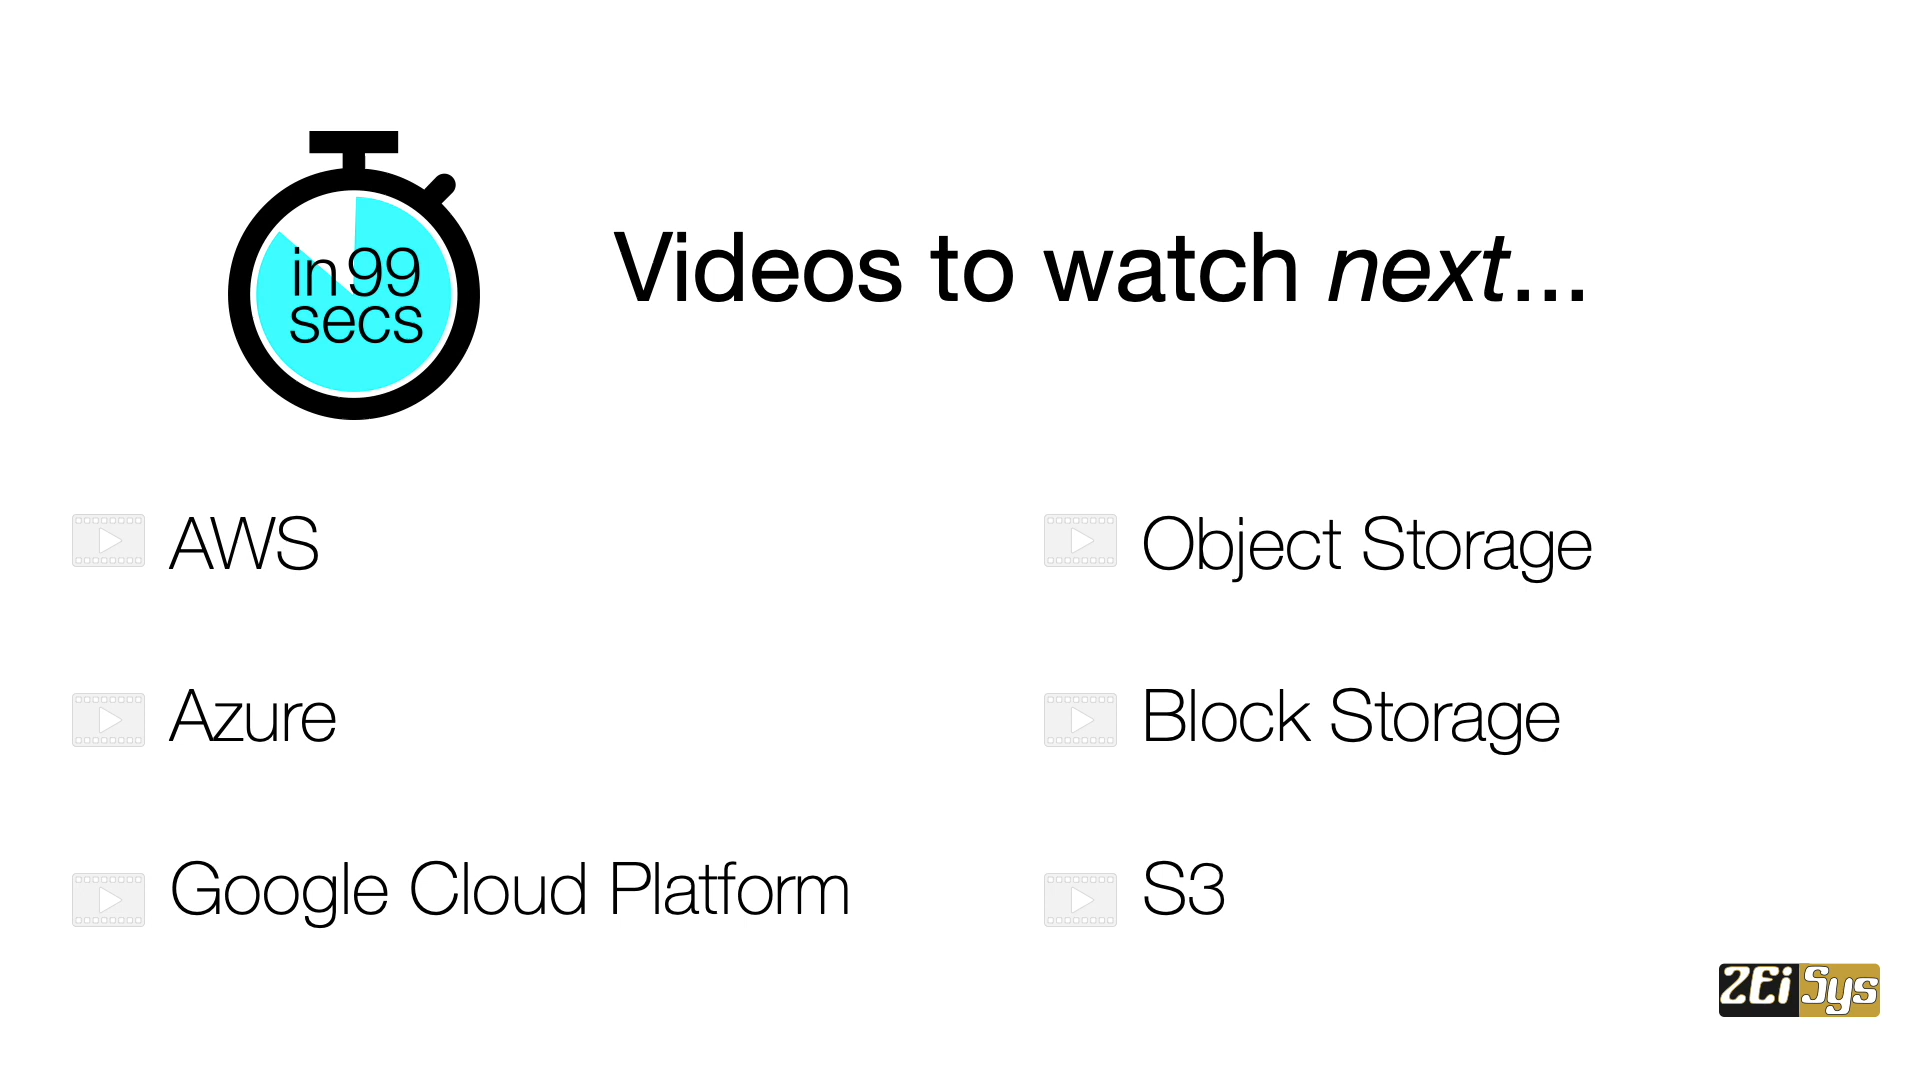 in 99
secs
Videos to watch next...
AWS
Azure
Google Cloud Platform
Object Storage
Block Storage
S3
ZEiSys